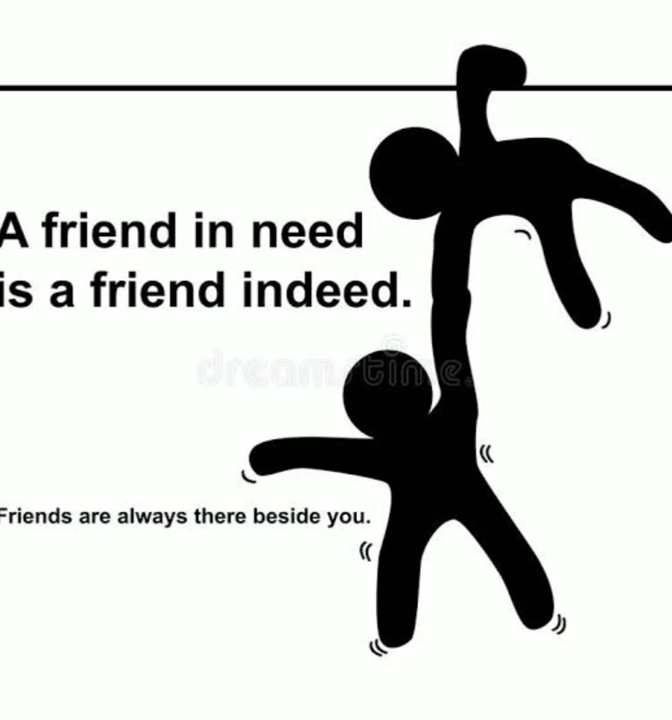 A friend in need
is a friend indeed.
dreamstime.
Friends are always there beside you.